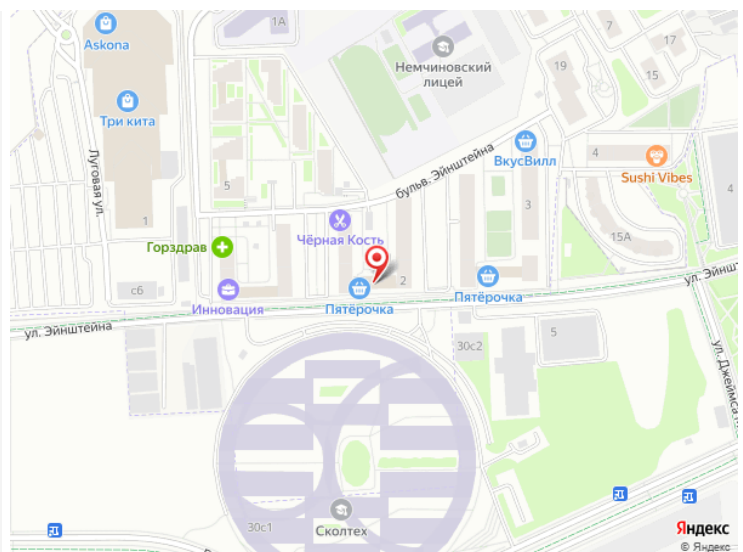 1А
17
Askona
Немчиновский
лицей
19
15
Три кита
Луговая ул.
бульв. Эйнштейна
ВкусВилл
4
Sushi Vibes
5
3
4
1
Чёрная Кость
Горздрав
15А
с6
2
ул. Эйнштейна
Инновация
Пятёрочка
Пятёрочка
ул. Эйнште
30с2
5
ул. Джеймса
30с1
Сколтех
Яндекс
© Яндекс